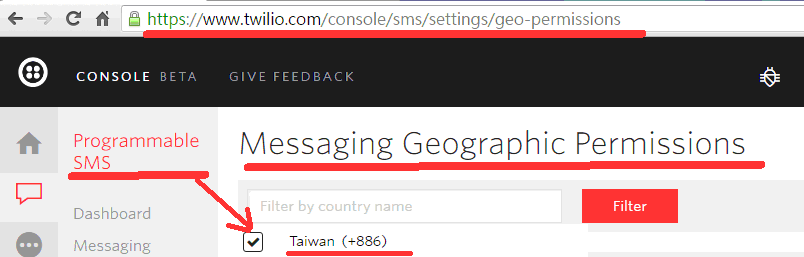 https://www.twilio.com/console/sms/settings/geo-permissions
CONSOLE BETA GIVE FEEDBACK
Programmable
SMS
Messaging Geographic Permissions
Filter by country name
Filter
Dashboard
Taiwan (+886)
Messaging